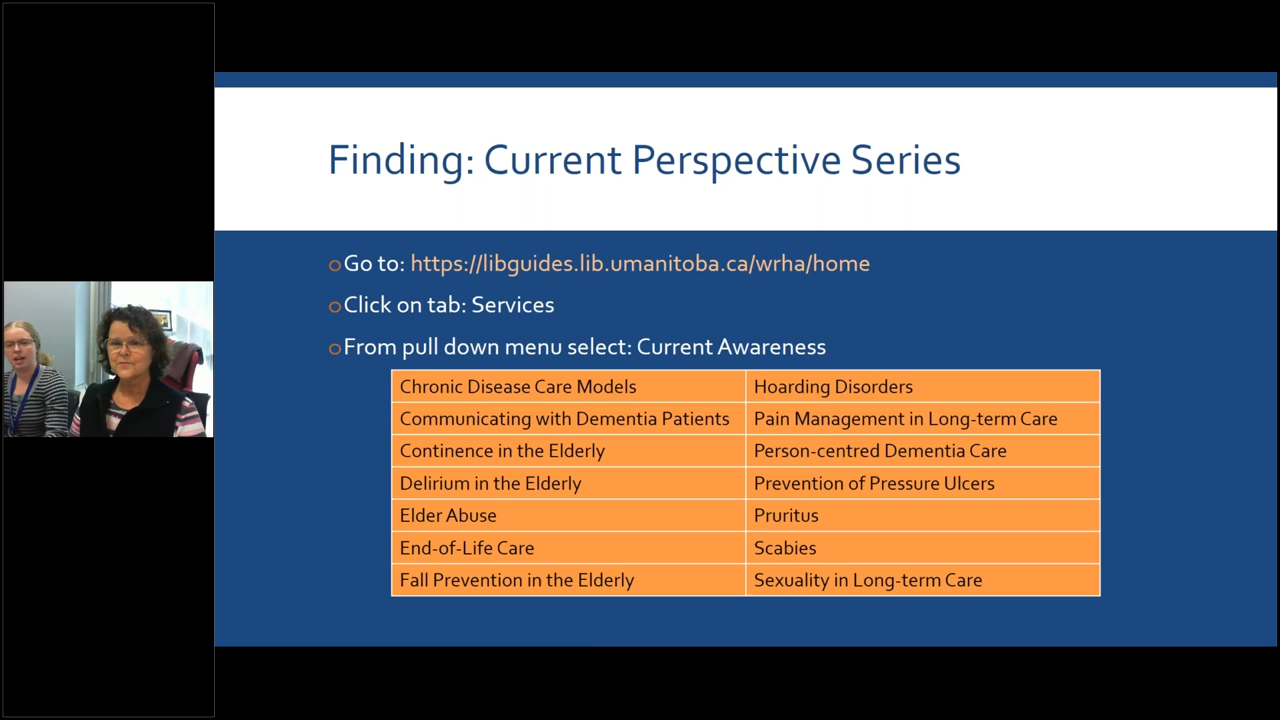 Finding: Current Perspective Series
Go to: https://libguides.lib.umanitoba.ca/wrha/home
Click on tab: Services
From pull down menu select: Current Awareness
Chronic Disease Care Models
Hoarding Disorders
Communicating with Dementia Patients
Pain Management in Long-term Care
Continence in the Elderly
Person-centred Dementia Care
Delirium in the Elderly
Prevention of Pressure Ulcers
Elder Abuse
Pruritus
End-of-Life Care
Scabies
Fall Prevention in the Elderly
Sexuality in Long-term Care